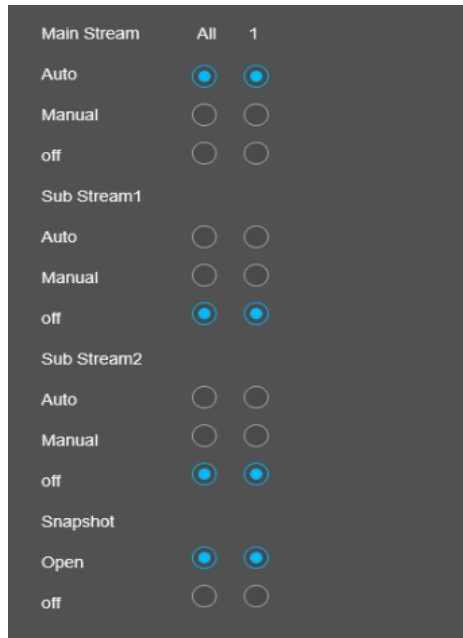 Main Stream All 1
Auto
Manual
off
Sub Stream1
Auto
Manual
off
Sub Stream2
Auto
Manual
off
Snapshot
Open
off